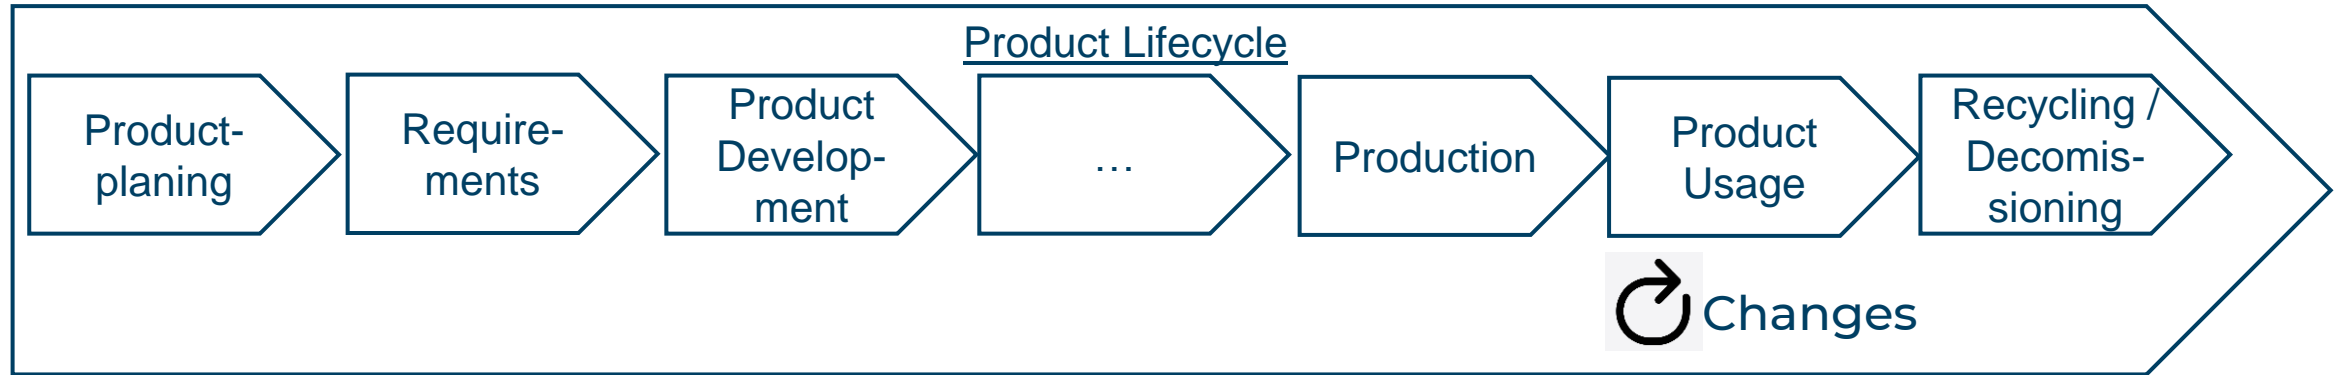 Product Lifecycle
Product-
planing
Require-
ments
Product
Develop-
ment
…
Production
Product
Usage
Recycling /
Decomis-
sioning
Changes